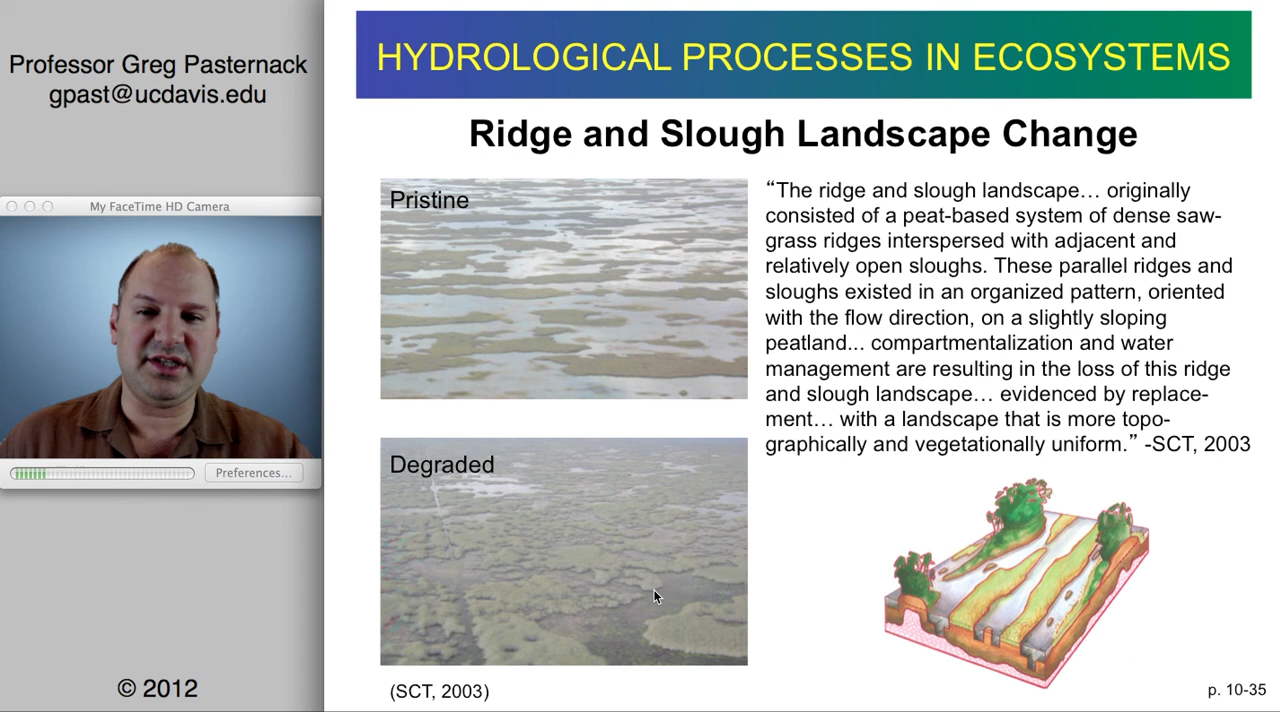 Professor Greg Pasternack
gpast@ucdavis.edu
My FaceTime HD Camera
Preferences...
© 2012
HYDROLOGICAL PROCESSES IN ECOSYSTEMS
Ridge and Slough Landscape Change
Pristine
Degraded
(SCT, 2003)
“The ridge and slough landscape… originally
consisted of a peat-based system of dense saw-
grass ridges interspersed with adjacent and
relatively open sloughs. These parallel ridges and
sloughs existed in an organized pattern, oriented
with the flow direction, on a slightly sloping
peatland... compartmentalization and water
management are resulting in the loss of this ridge
and slough landscape… evidenced by replace-
ment… with a landscape that is more topo-
graphically and vegetationally uniform.” -SCT, 2003
p. 10-35